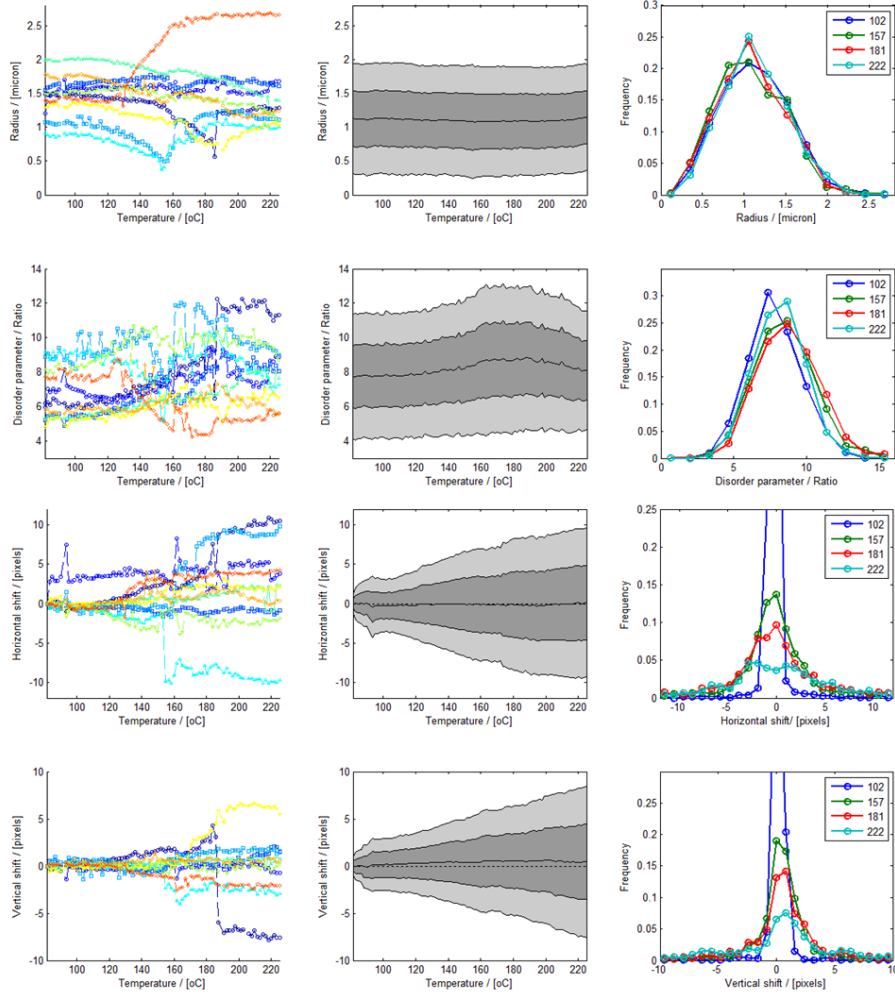 2.5
2
1.5
1
0.5
0
Radius / [micron]
100 120 140 160 180 200 220
Temperature / [oC]
2.5
2
1.5
1
0.5
0
Radius / [micron]
100 120 140 160 180 200 220
Temperature / [oC]
0.3
0.25
0.2
0.15
0.1
0.05
0
Frequency
0 0.5 1 1.5 2 2.5
Radius / [micron]
102
157
181
222
14
12
10
8
6
4
Disorder parameter / Ratio
100 120 140 160 180 200 220
Temperature / [oC]
14
12
10
8
6
4
Disorder parameter / Ratio
100 120 140 160 180 200 220
Temperature / [oC]
0.3
0.25
0.2
0.15
0.1
0.05
0
Frequency
5 10 15
Disorder parameter / Ratio
102
157
181
222
10
5
0
-5
-10
Horizontal shift / [pixels]
100 120 140 160 180 200 220
Temperature / [oC]
10
5
0
-5
-10
Horizontal shift / [pixels]
100 120 140 160 180 200 220
Temperature / [oC]
0.25
0.2
0.15
0.1
0.05
0
Frequency
-10 -5 0 5 10
Horizontal shift/ [pixels]
102
157
181
222
10
5
0
-5
-10
Vertical shift / [pixels]
100 120 140 160 180 200 220
Temperature / [oC]
10
5
0
-5
-10
Vertical shift / [pixels]
100 120 140 160 180 200 220
Temperature / [oC]
0.25
0.2
0.15
0.1
0.05
0
Frequency
-10 -5 0 5 10
Vertical shift / [pixels]
102
157
181
222